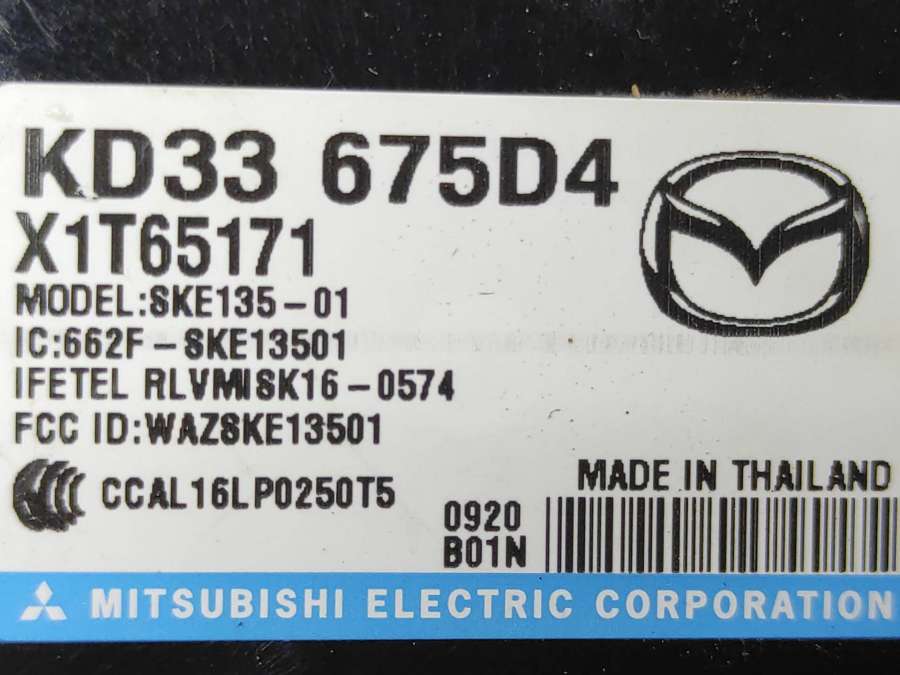 KD33 675D4
X1T65171
MODEL:SKE135-01
IC:662F-SKE13501
IFETEL RLVMISK16-0574
FCC ID:WAZSKE13501
CCAL16LP0250T5
MADE IN THAILAND
0920
B01N
MITSUBISHI ELECTRIC CORPORATION